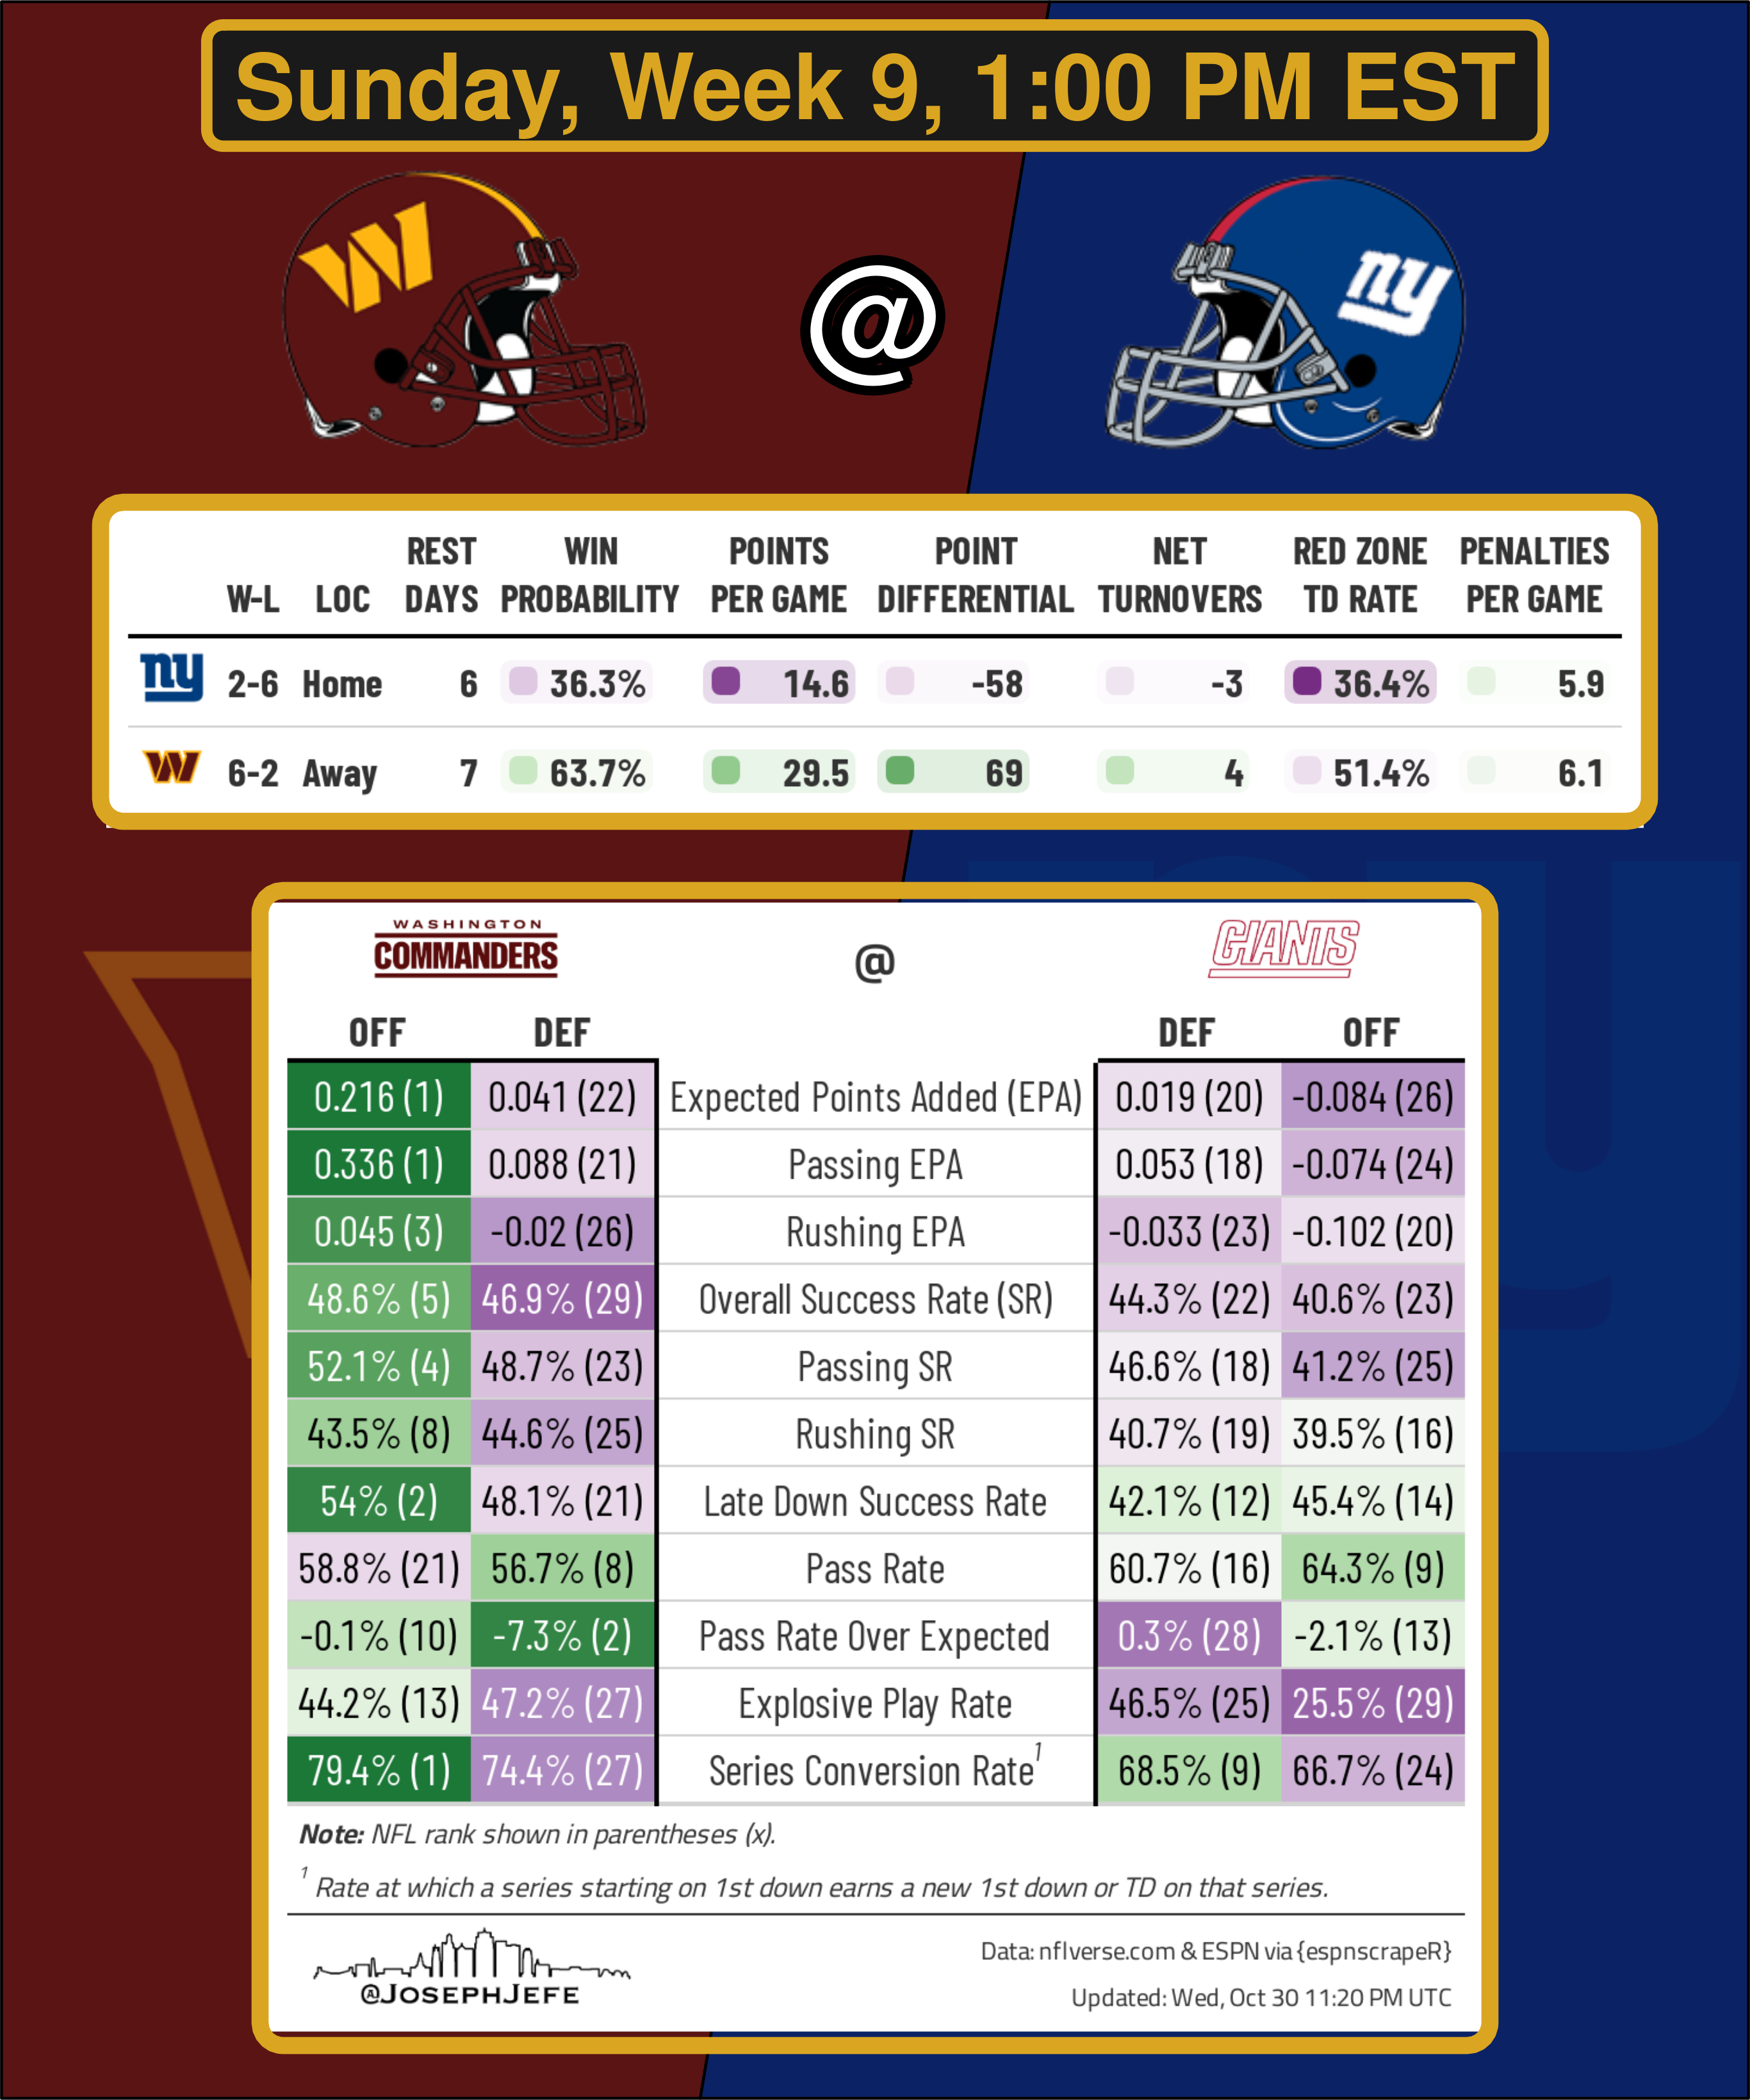 Sunday, Week 9, 1:00 PM EST
W
@
ny
W-L LOC REST DAYS WIN PROBABILITY POINTS PER GAME POINT DIFFERENTIAL NET TURNOVERS RED ZONE TD RATE PENALTIES PER GAME
ny 2-6 Home 6 36.3% 14.6 -58 -3 36.4% 5.9
W 6-2 Away 7 63.7% 29.5 69 4 51.4% 6.1
WASHINGTON
COMMANDERS @ GIANTS
OFF DEF DEF OFF
0.216 (1) 0.041 (22) Expected Points Added (EPA) 0.019 (20) -0.084 (26)
0.336 (1) 0.088 (21) Passing EPA 0.053 (18) -0.074 (24)
0.045 (3) -0.02 (26) Rushing EPA -0.033 (23) -0.102 (20)
48.6% (5) 46.9% (29) Overall Success Rate (SR) 44.3% (22) 40.6% (23)
52.1% (4) 48.7% (23) Passing SR 46.6% (18) 41.2% (25)
43.5% (8) 44.6% (25) Rushing SR 40.7% (19) 39.5% (16)
54% (2) 48.1% (21) Late Down Success Rate 42.1% (12) 45.4% (14)
58.8% (21) 56.7% (8) Pass Rate 60.7% (16) 64.3% (9)
-0.1% (10) -7.3% (2) Pass Rate Over Expected 0.3% (28) -2.1% (13)
44.2% (13) 47.2% (27) Explosive Play Rate 46.5% (25) 25.5% (29)
79.4% (1) 74.4% (27) Series Conversion Rate¹ 68.5% (9) 66.7% (24)
Note: NFL rank shown in parentheses (x).
¹ Rate at which a series starting on 1st down earns a new 1st down or TD on that series.
@JOSEPHJEFE
Data: nflverse.com & ESPN via {espnscrapeR}
Updated: Wed, Oct 30 11:20 PM UTC